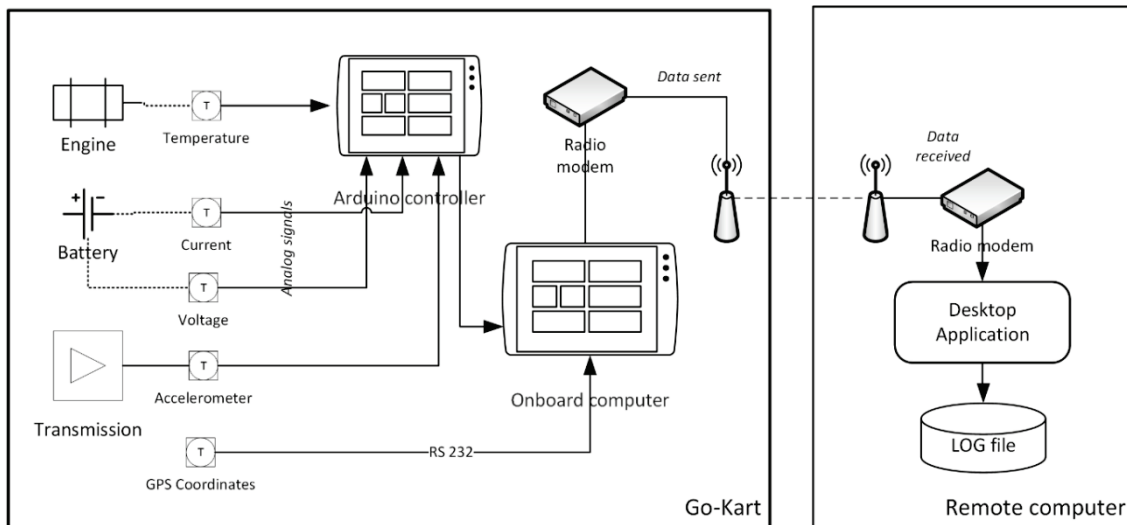 Engine
T
Temperature
Arduino controller
+ -
Battery
T
Current
Analog signals
T
Voltage
Transmission
T
Accelerometer
T
GPS Coordinates
RS 232
Onboard computer
Radio
modem
Data sent
Go-Kart
Data
received
Radio modem
Desktop
Application
LOG file
Remote computer